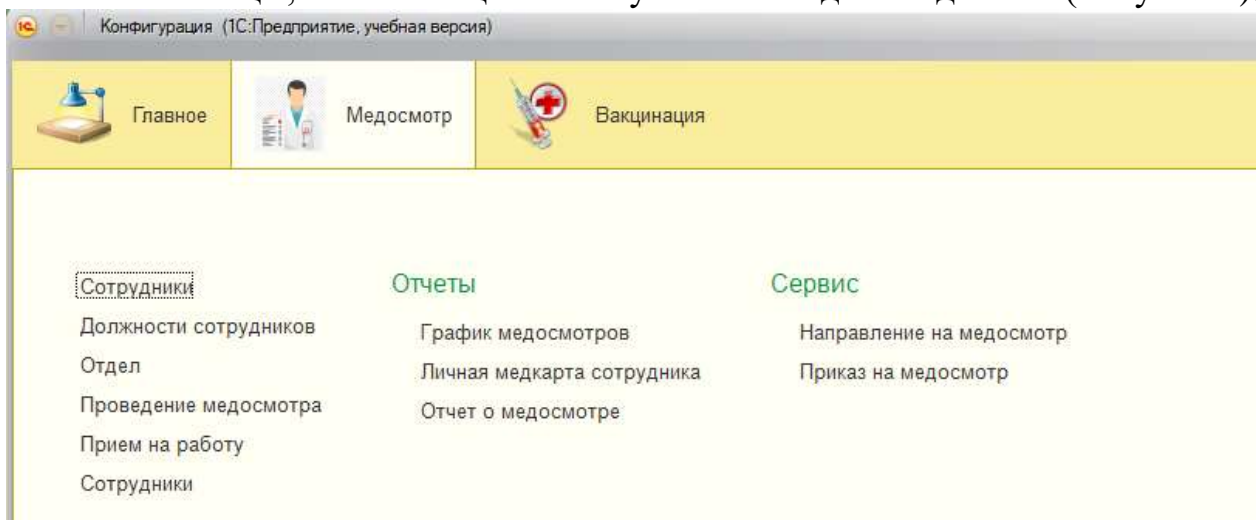 Конфигурация (1С:Предприятие, учебная версия)
Главное
Медосмотр
Вакцинация
Сотрудники
Должности сотрудников
Отдел
Проведение медосмотра
Прием на работу
Сотрудники
Отчеты
График медосмотров
Личная медкарта сотрудника
Отчет о медосмотре
Сервис
Направление на медосмотр
Приказ на медосмотр